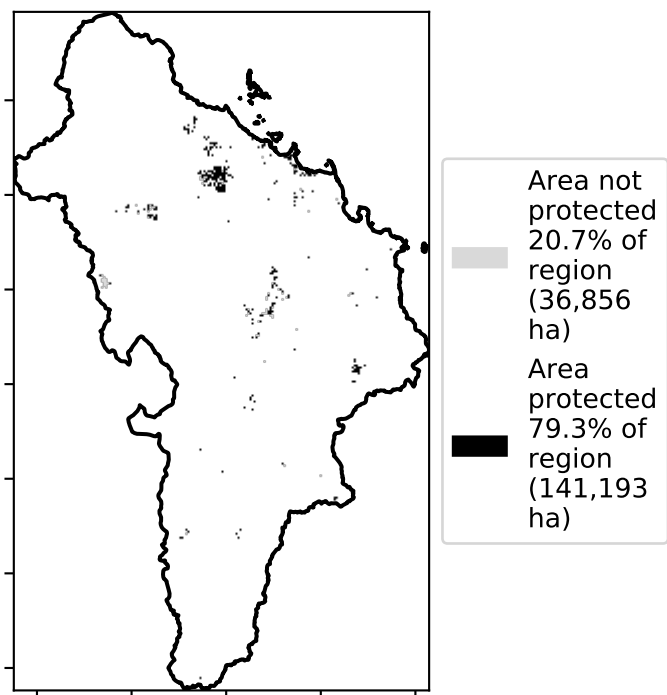 Area not
protected
20.7% of
region
(36,856
ha)
Area
protected
79.3% of
region
(141,193
ha)